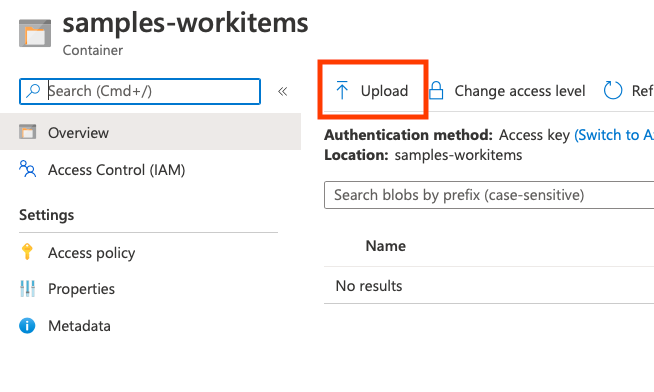 samples-workitems
Container
Search (Cmd+/)
«
Upload
Change access level
Ref
Overview
Authentication method: Access key (Switch to A
Location: samples-workitems
Access Control (IAM)
Search blobs by prefix (case-sensitive)
Settings
Name
Access policy
No results
Properties
Metadata